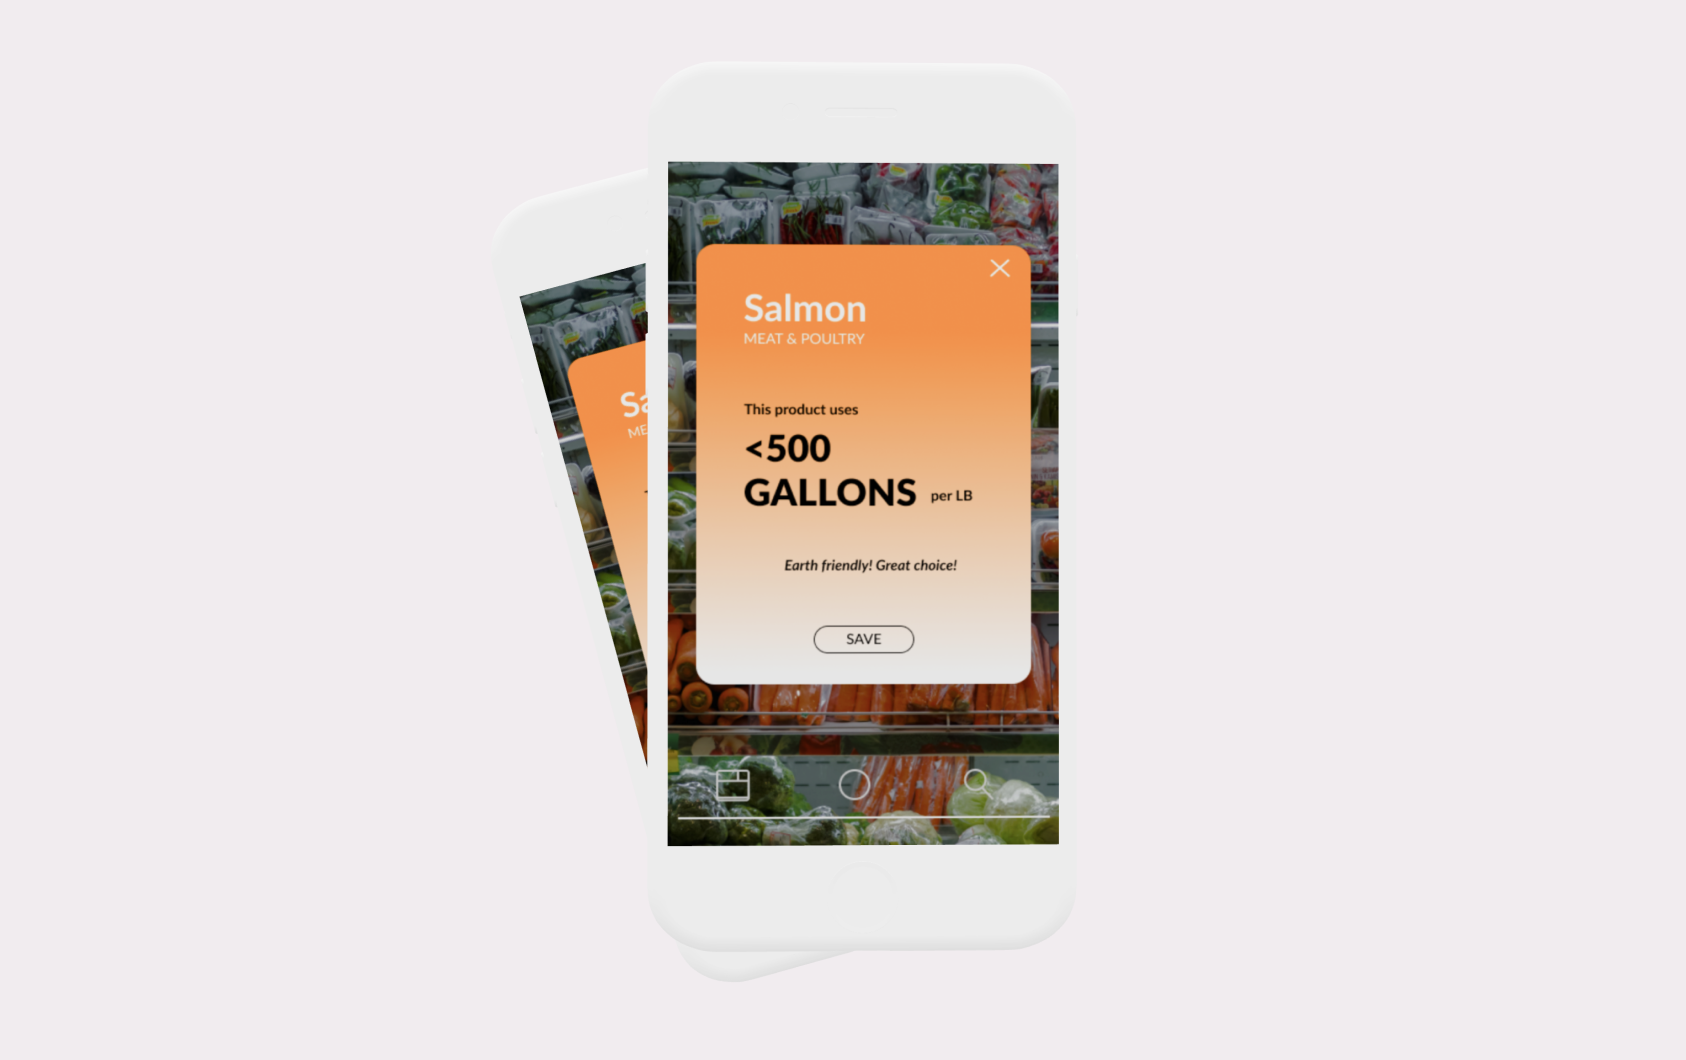 Salmon
MEAT & POULTRY
This product uses
<500
GALLONS per LB
Earth friendly! Great choice!
SAVE
Sa
ME